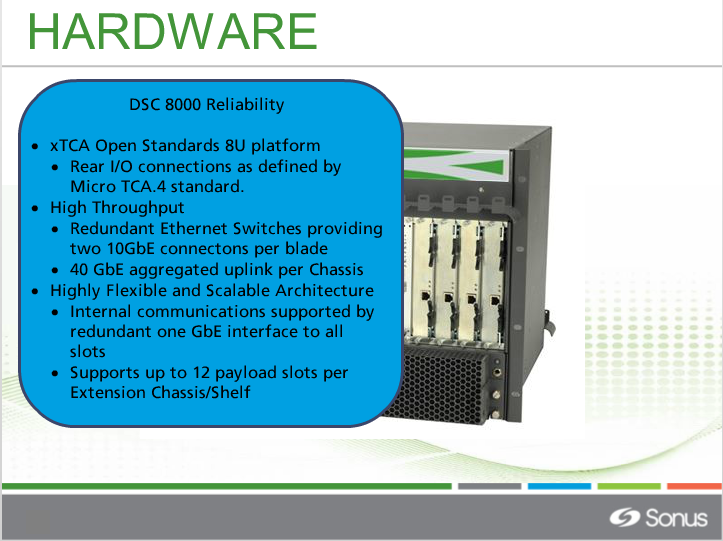 HARDWARE
DSC 8000 Reliability
• xTCA Open Standards 8U platform
• Rear I/O connections as defined by
Micro TCA.4 standard.
• High Throughput
• Redundant Ethernet Switches providing
two 10GbE connectons per blade
• 40 GbE aggregated uplink per Chassis
• Highly Flexible and Scalable Architecture
• Internal communications supported by
redundant one GbE interface to all
slots
• Supports up to 12 payload slots per
Extension Chassis/Shelf
Sonus